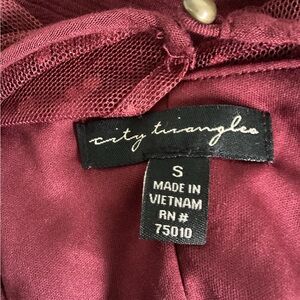 city triangles
S
MADE IN
VIETNAM
RN#
75010